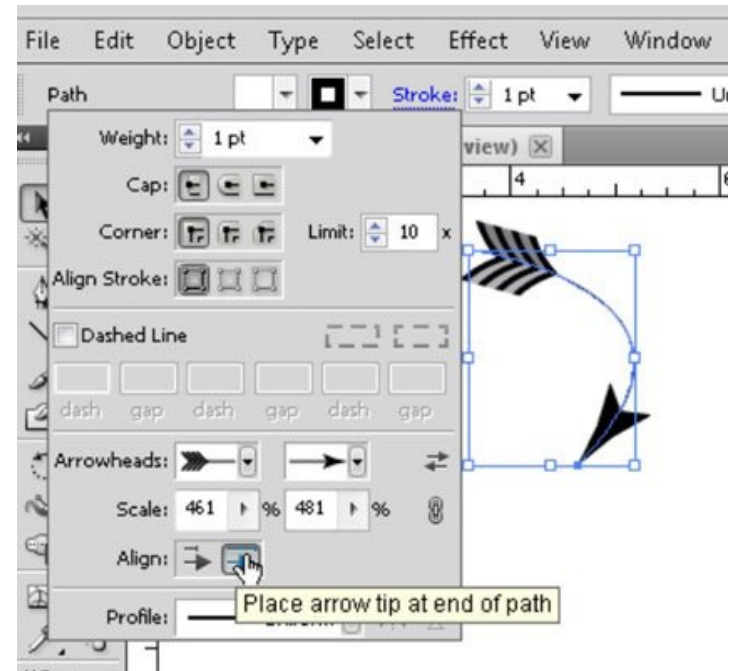 File Edit Object Type Select Effect View Window
Path Stroke: 1 pt
Weight: 1 pt
view)
Cap:
4
Corner: Limit: 10 x
Align Stroke:
Dashed Line
dash gap dash gap dash gap
Arrowheads:
Scale: 461 % 481 %
Align:
Place arrow tip at end of path
Profile: